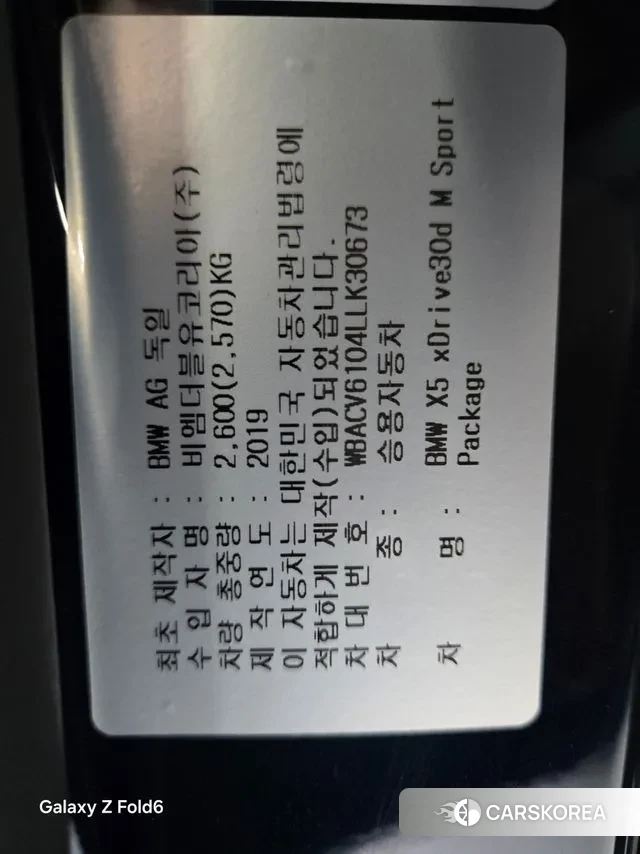 최초 제작자 : BMW AG 독일
수 입 자 명 : 비엠더블유코리아(주)
차량 총중량 : 2,600(2,570)KG
제 작 연 도 : 2019
이 자동차는 대한민국 자동차관리법령에
적합하게 제작(수입)되었습니다.
차 대 번 호 : WBACV6104LLK30673
차 종 : 승용자동차
차 명 : BMW X5 xDrive30d M Sport
Package
Galaxy Z Fold6
CARSKOREA